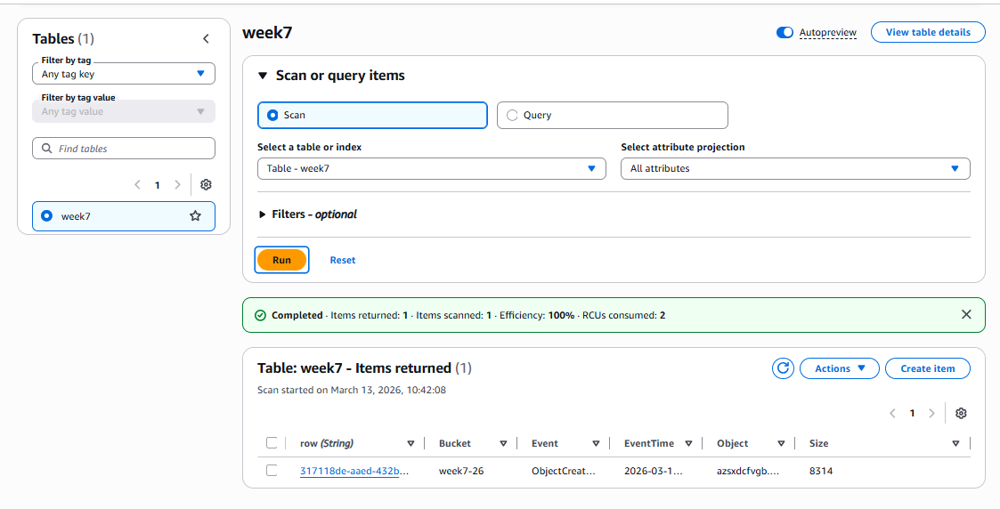 Tables (1)
Filter by tag
Any tag key
Filter by tag value
Any tag value
Find tables
1
week7
week7
Autopreview
View table details
Scan or query items
Scan
Query
Select a table or index
Select attribute projection
Table - week7
All attributes
Filters - optional
Run
Reset
Completed · Items returned: 1 · Items scanned: 1 · Efficiency: 100% · RCUs consumed: 2
Table: week7 - Items returned (1)
Actions
Create item
Scan started on March 13, 2026, 10:42:08
1
row (String)
Bucket
Event
EventTime
Object
Size
317118de-aaed-432b...
week7-26
ObjectCreat...
2026-03-1...
azsxdcfvgb....
8314